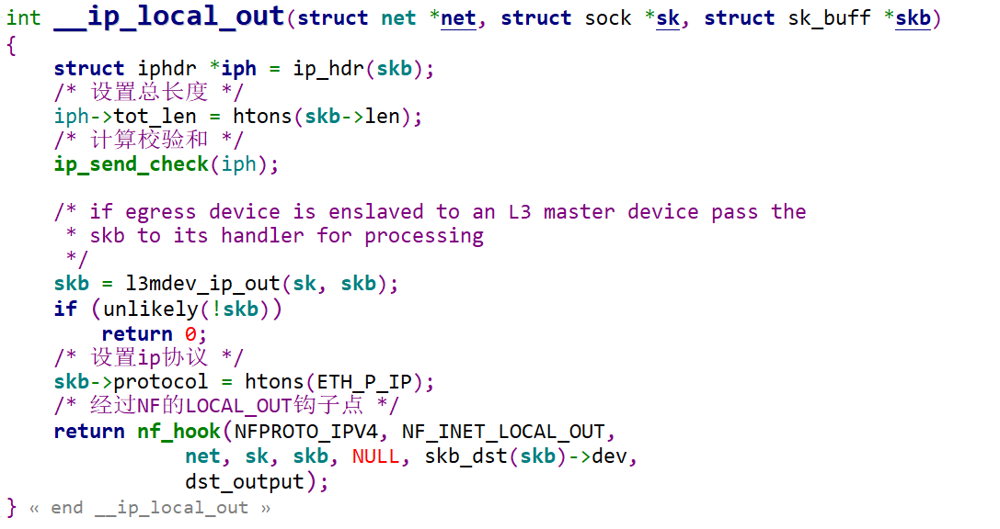 int __ip_local_out(struct net *net, struct sock *sk, struct sk_buff *skb)
{
    struct iphdr *iph = ip_hdr(skb);
    /* 设置总长度 */
    iph->tot_len = htons(skb->len);
    /* 计算校验和 */
    ip_send_check(iph);

    /* if egress device is enslaved to an L3 master device pass the
     * skb to its handler for processing
     */
    skb = l3mdev_ip_out(sk, skb);
    if (unlikely(!skb))
        return 0;
    /* 设置ip协议 */
    skb->protocol = htons(ETH_P_IP);
    /* 经过NF的LOCAL_OUT钩子点 */
    return nf_hook(NFPROTO_IPV4, NF_INET_LOCAL_OUT,
               net, sk, skb, NULL, skb_dst(skb)->dev,
               dst_output);
} « end __ip_local_out »